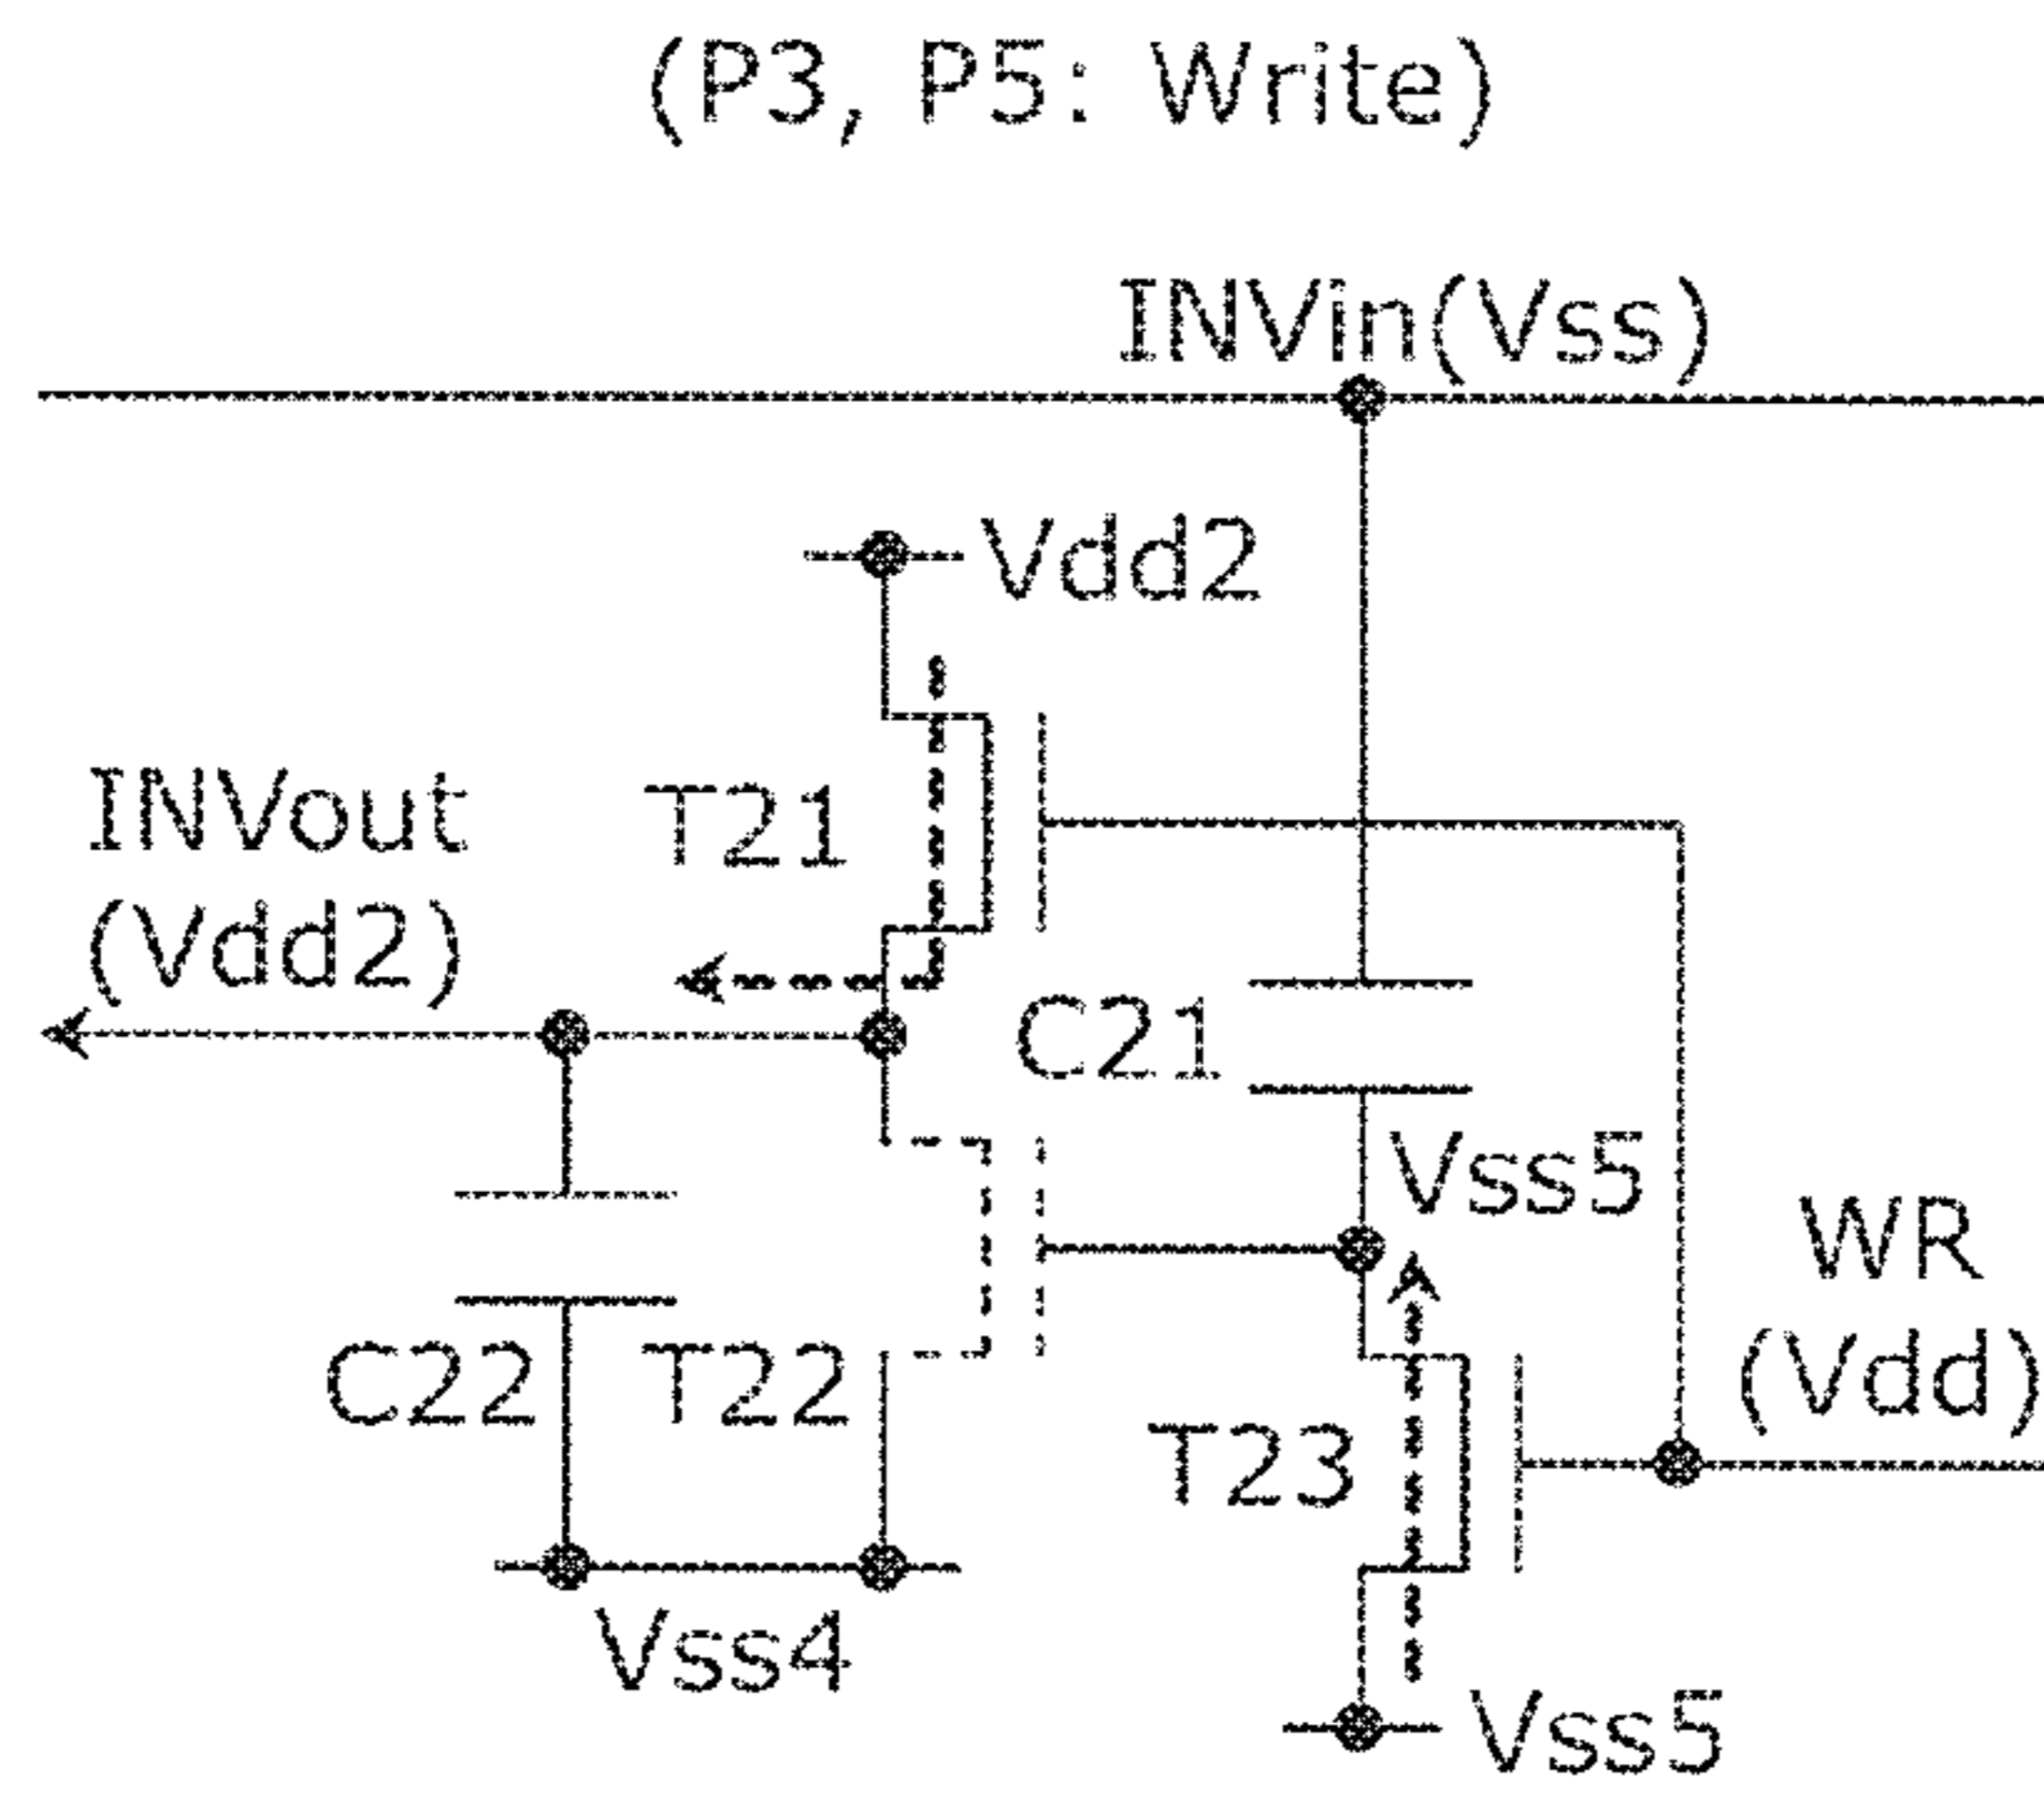 (P3, P5: Write)
INVin(Vss)
Vdd2
INVout
(Vdd2)
T21
C21
Vss5
WR
(Vdd)
C22
T22
T23
Vss4
Vss5